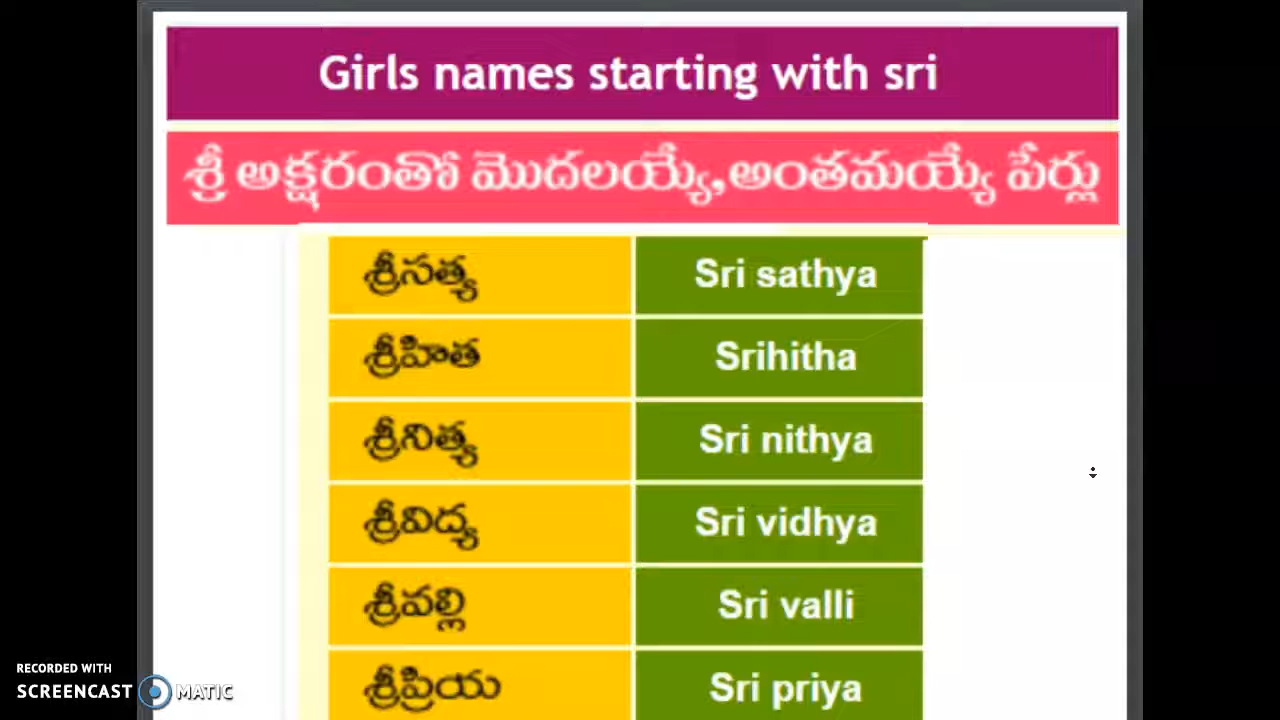 Girls names starting with sri
శ్రీ అక్షరంతో మొదలయ్యే,అంతమయ్యే పేర్లు
శ్రీసత్య Sri sathya
శ్రీహిత Srihitha
శ్రీనిత్య Sri nithya
శ్రీవిద్య Sri vidhya
శ్రీవల్లి Sri valli
శ్రీప్రియ Sri priya
RECORDED WITH
SCREENCAST MATIC